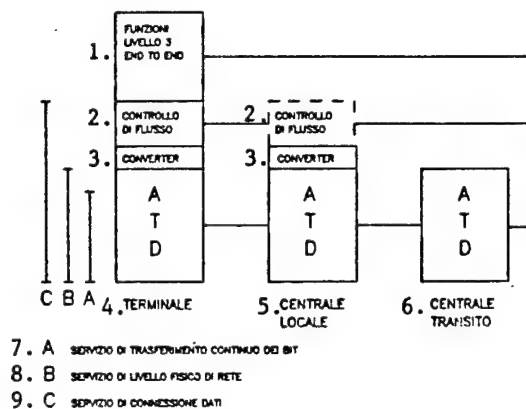 FUNZIONI
LIVELLO 3
END TO END
1.
2. CONTROLLO
DI FLUSSO
3. CONVERTER
A
T
D
2. CONTROLLO
DI FLUSSO
3. CONVERTER
A
T
D
A
T
D
C B A
4. TERMINALE
5. CENTRALE
LOCALE
6. CENTRALE
TRANSITO
7. A SERVIZIO DI TRASFERIMENTO CONTINUO DEI BIT
8. B SERVIZIO DI LIVELLO FISICO DI RETE
9. C SERVIZIO DI CONNESSIONE DATI